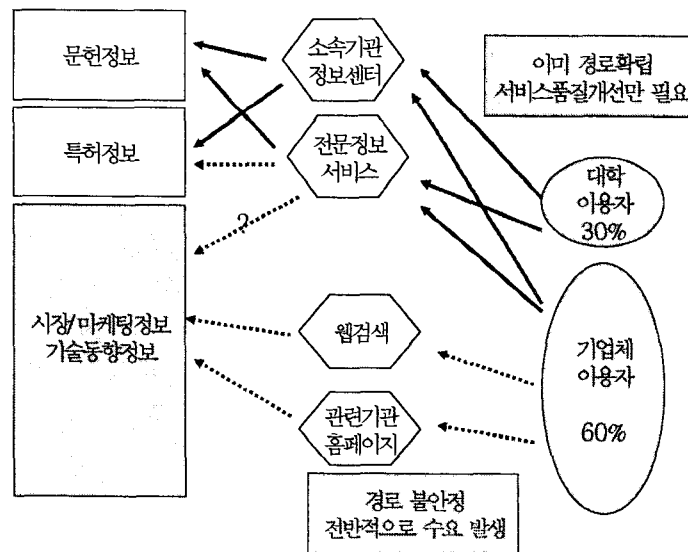 문헌정보
소속기관
정보센터
이미 경로확립
서비스품질개선만 필요
특허정보
전문정보
서비스
대학
이용자
30%
?
시장/마케팅정보
기술동향정보
웹검색
기업체
이용자
60%
관련기관
홈페이지
경로 불안정
전반적으로 수요 발생